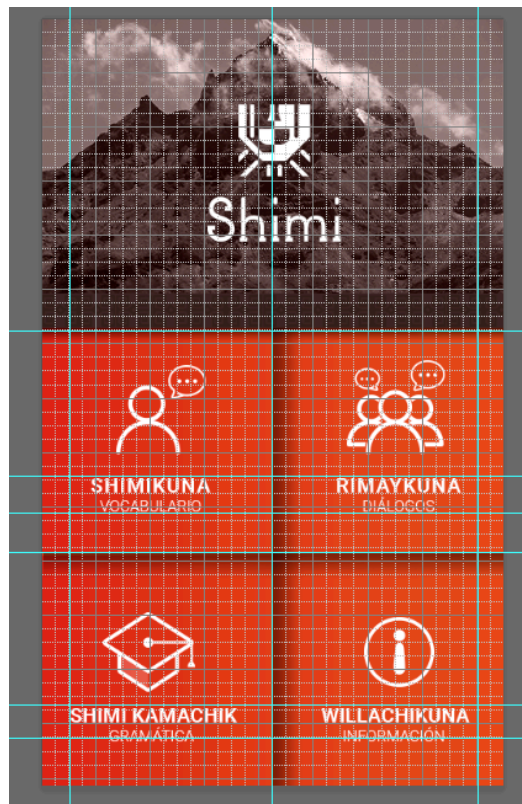 Shimi
SHIMIKUNA
VOCABULARIO
RIMAYKUNA
DIÁLOGOS
SHIMI KAMACHIK
GRAMÁTICA
WILLACHIKUNA
INFORMACIÓN